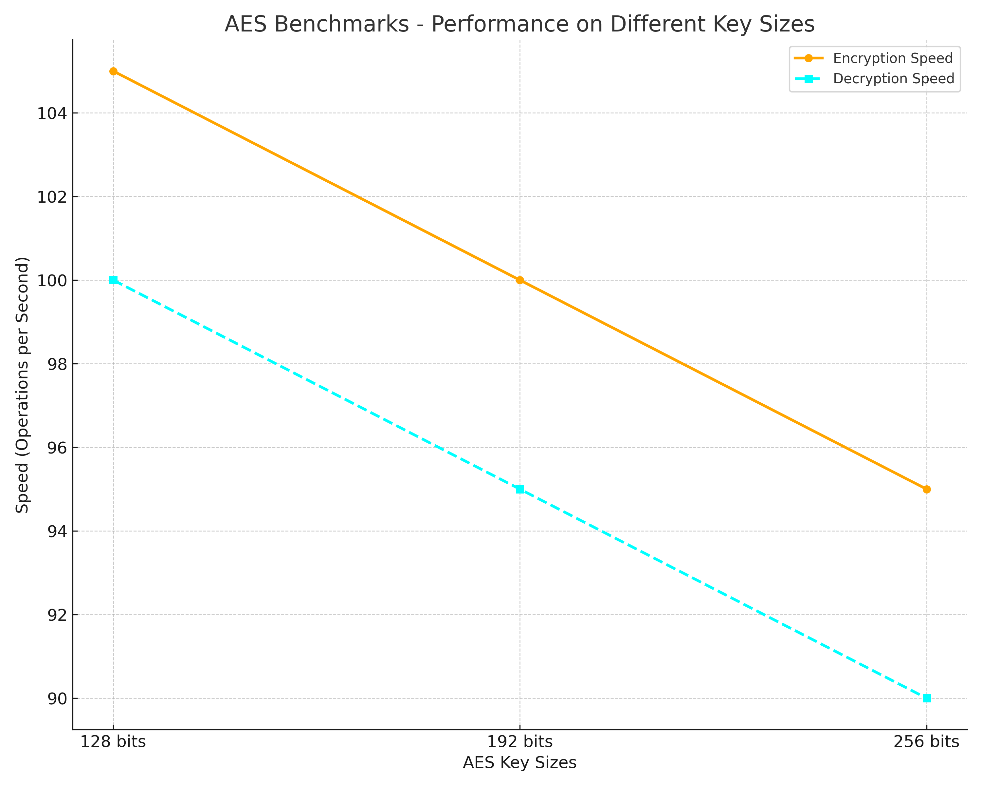 AES Benchmarks - Performance on Different Key Sizes
Encryption Speed
Decryption Speed
Speed (Operations per Second)
104
102
100
98
96
94
92
90
128 bits
192 bits
256 bits
AES Key Sizes